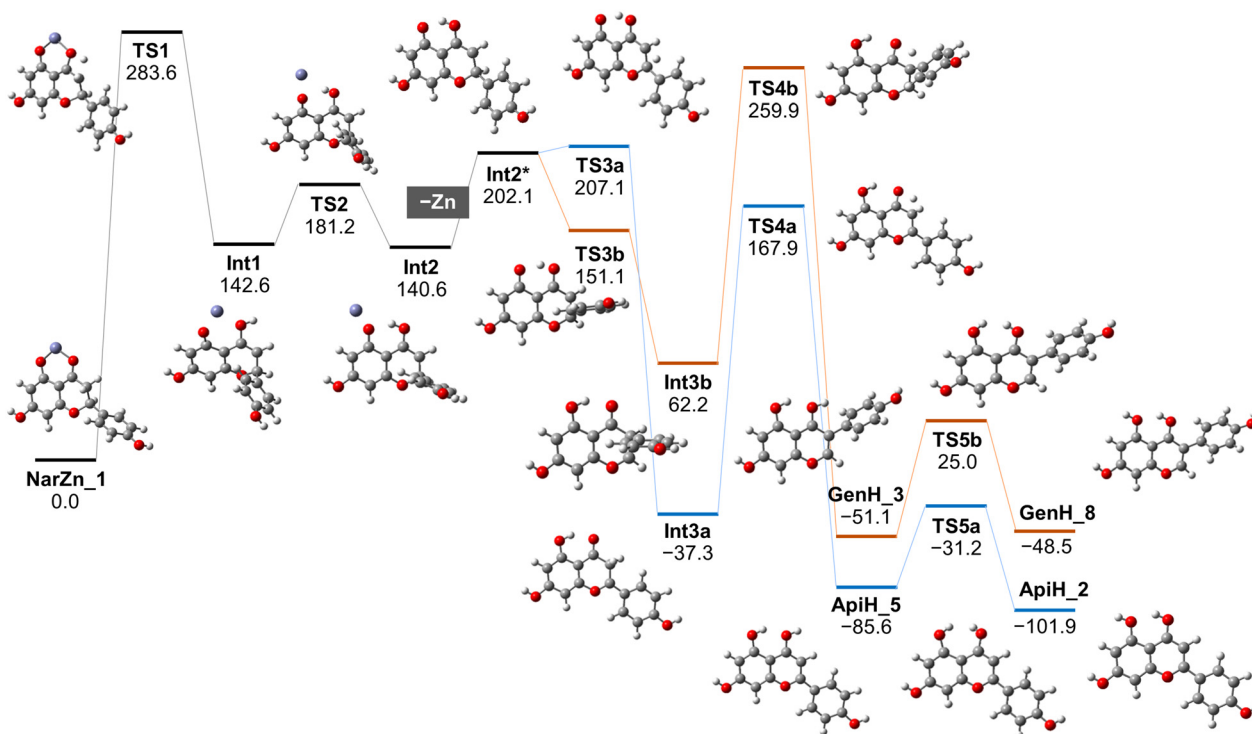 TS1
283.6
TS4b
259.9
Int2*
202.1
TS3a
207.1
−Zn
TS2
181.2
TS4a
167.9
Int1
142.6
Int2
140.6
TS3b
151.1
Int3b
62.2
NarZn_1
0.0
TS5b
25.0
GenH_3
−51.1
GenH_8
−48.5
Int3a
−37.3
TS5a
−31.2
ApiH_5
−85.6
ApiH_2
−101.9